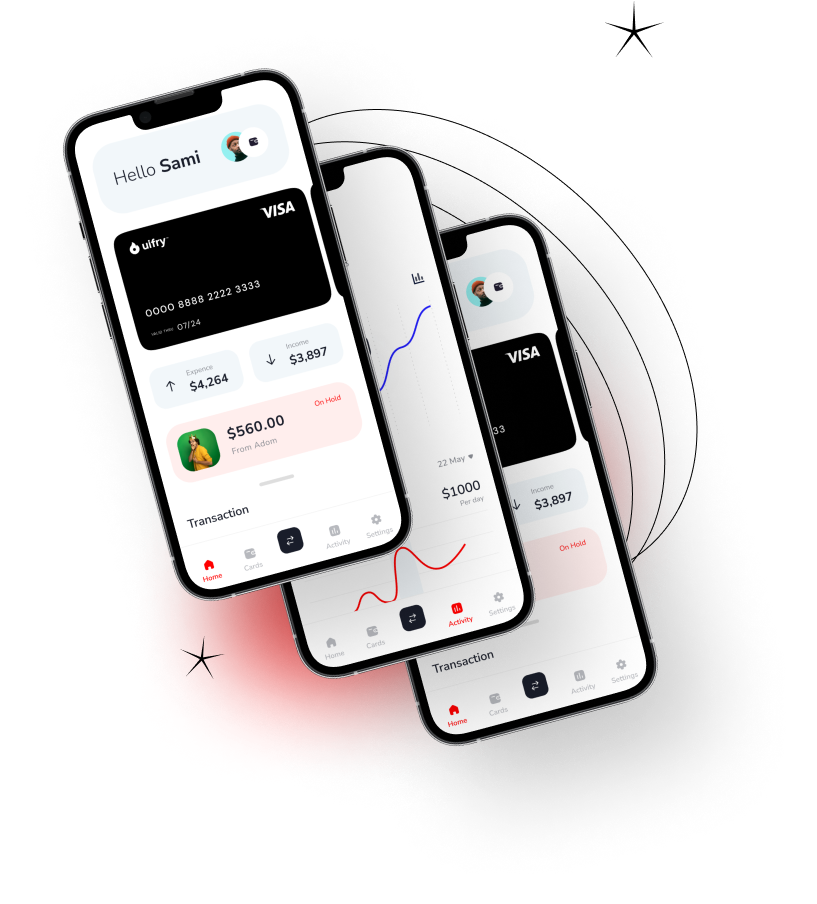 Hello Sami
VISA
uifry
0000 8888 2222 3333
VALID THRU 07/24
Expence
$4,264
Income
$3,897
On Hold
$560.00
From Adom
Transaction
Home
Cards
Activity
Settings
22 May
$1000
Per day
Home
Cards
Activity
Settings
VISA
33
Income
$3,897
On Hold
Transaction
Home
Cards
Activity
Settings